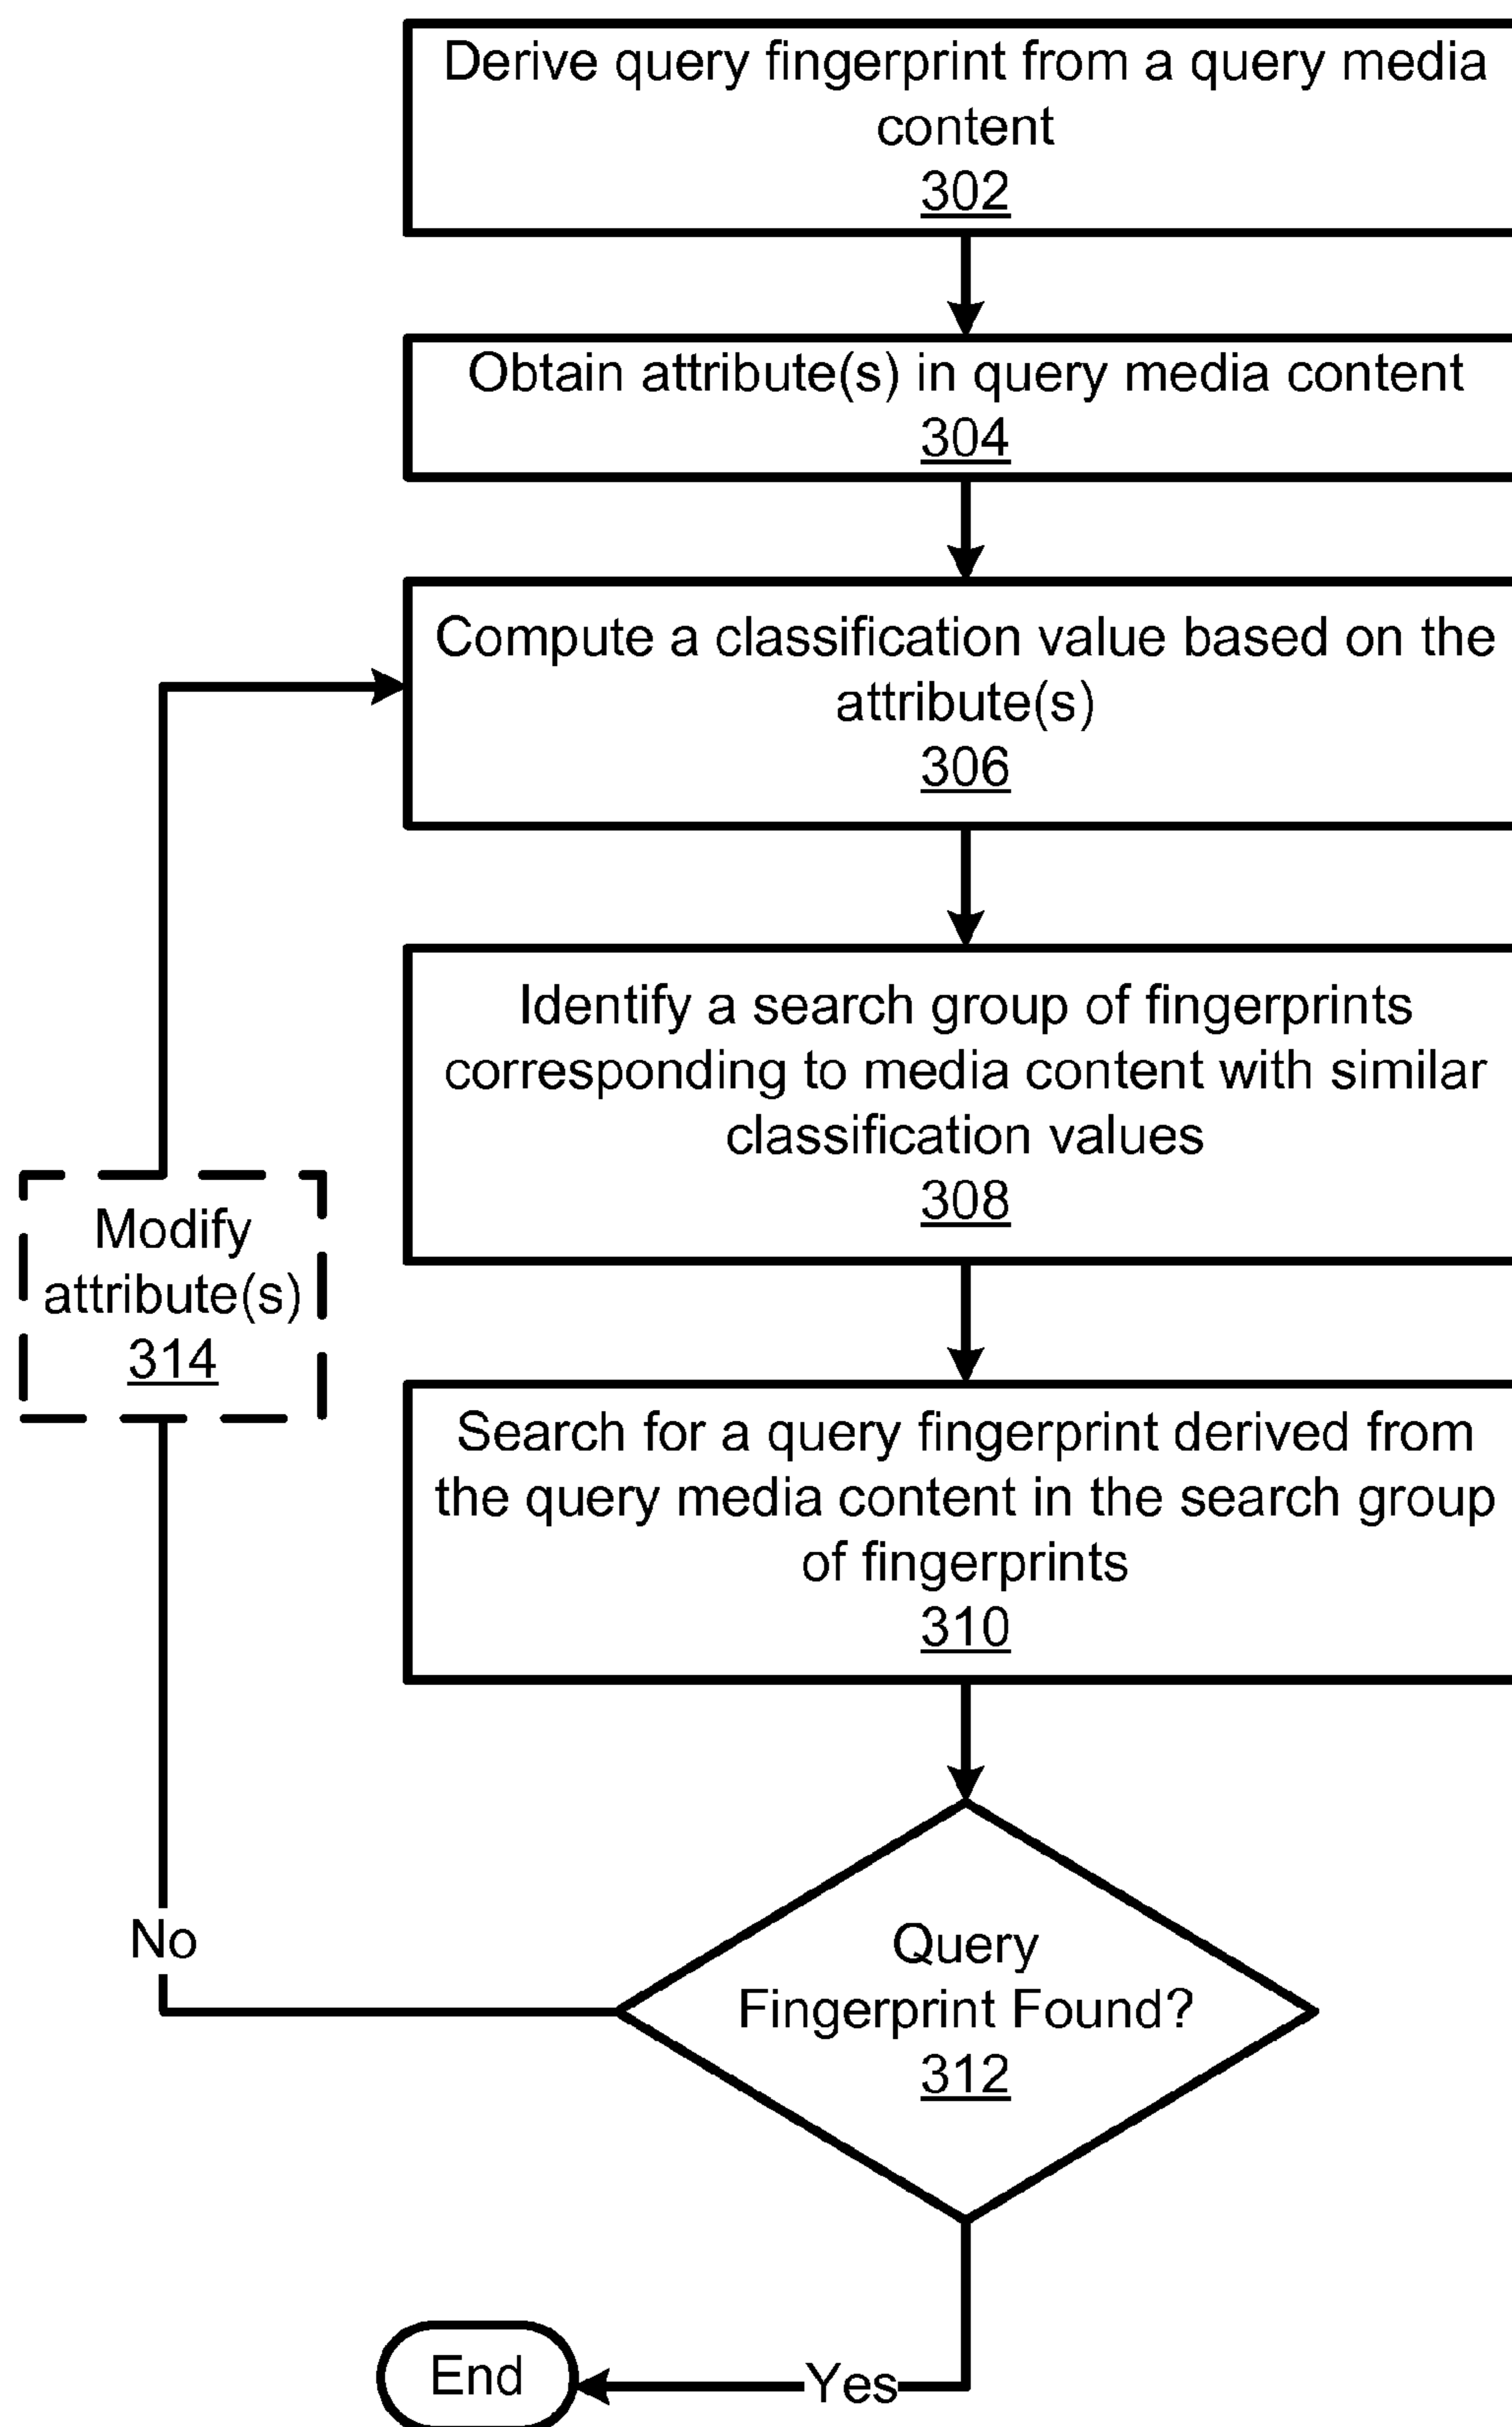 Derive query fingerprint from a query media
content
302
Obtain attribute(s) in query media content
304
Compute a classification value based on the
attribute(s)
306
Identify a search group of fingerprints
corresponding to media content with similar
classification values
308
Modify
attribute(s)
314
Search for a query fingerprint derived from
the query media content in the search group
of fingerprints
310
No
Query
Fingerprint Found?
312
Yes
End